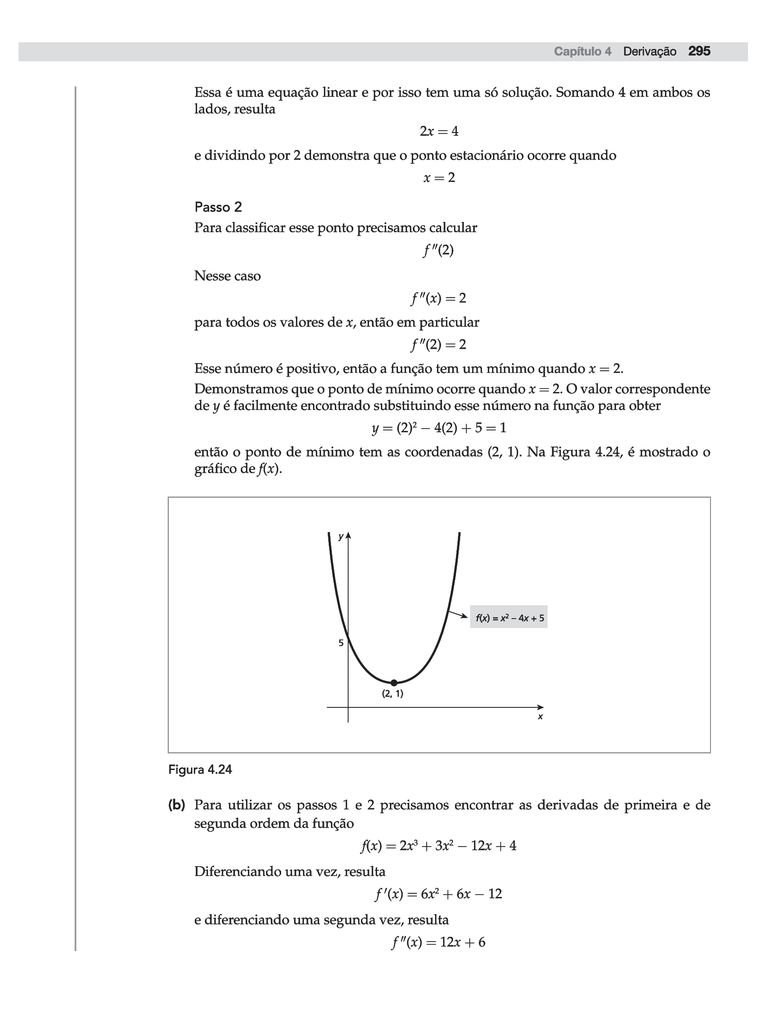 Capítulo 4 Derivação 295
Essa é uma equação linear e por isso tem uma só solução. Somando 4 em ambos os
lados, resulta
2x = 4
e dividindo por 2 demonstra que o ponto estacionário ocorre quando
x = 2
Passo 2
Para classificar esse ponto precisamos calcular
f″(2)
Nesse caso
f″(x) = 2
para todos os valores de x, então em particular
f″(2) = 2
Esse número é positivo, então a função tem um mínimo quando x = 2.
Demonstramos que o ponto de mínimo ocorre quando x = 2. O valor correspondente
de y é facilmente encontrado substituindo esse número na função para obter
y = (2)² − 4(2) + 5 = 1
então o ponto de mínimo tem as coordenadas (2, 1). Na Figura 4.24, é mostrado o
gráfico de f(x).
y
f(x) = x² − 4x + 5
5
(2, 1)
x
Figura 4.24
(b) Para utilizar os passos 1 e 2 precisamos encontrar as derivadas de primeira e de
segunda ordem da função
f(x) = 2x³ + 3x² − 12x + 4
Diferenciando uma vez, resulta
f′(x) = 6x² + 6x − 12
e diferenciando uma segunda vez, resulta
f″(x) = 12x + 6